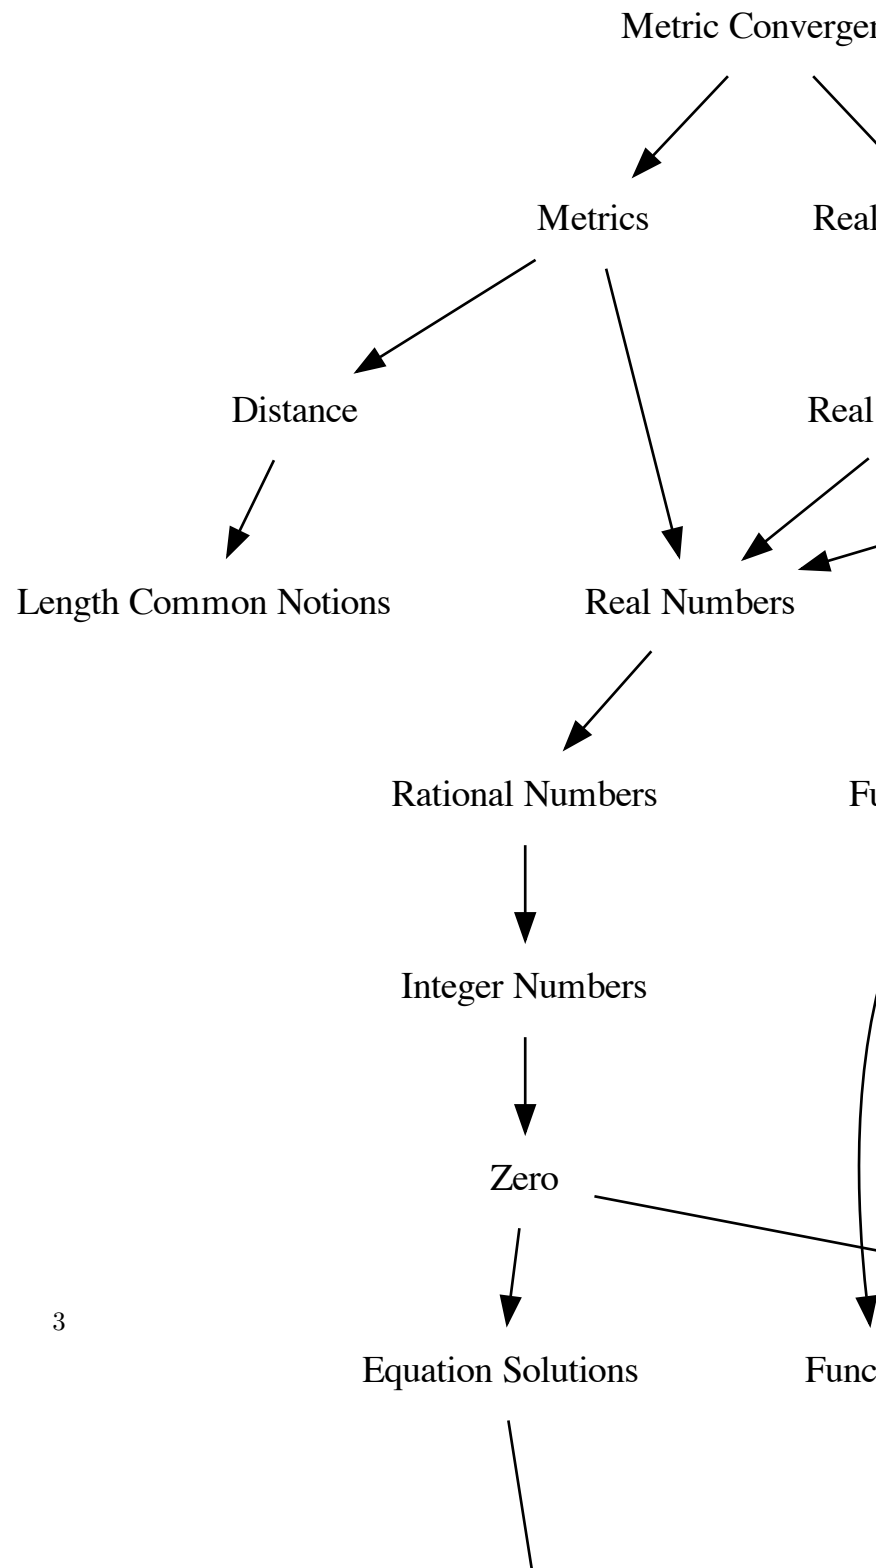 Metric Converger
Metrics
Real
Distance
Real
Length Common Notions
Real Numbers
Rational Numbers
Fu
Integer Numbers
Zero
3
Equation Solutions
Func